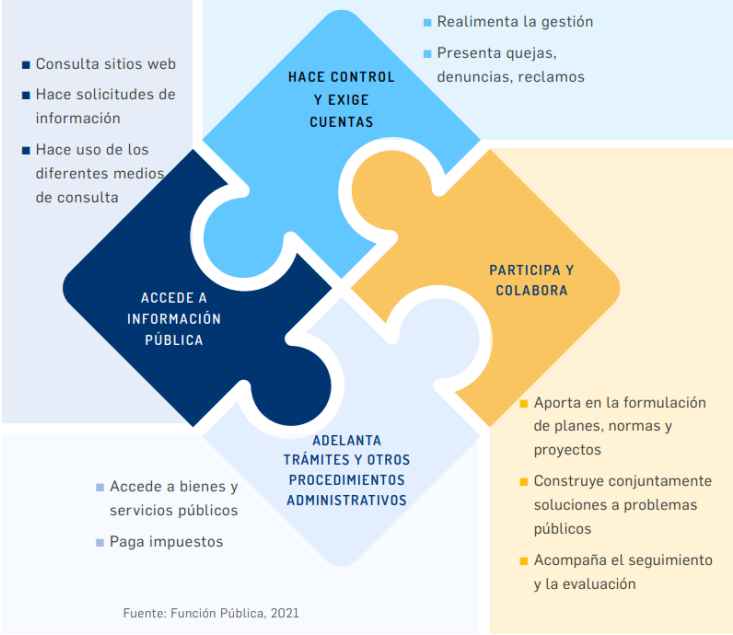 Consulta sitios web
Hace solicitudes de
información
Hace uso de los
diferentes medios
de consulta
HACE CONTROL
Y EXIGE
CUENTAS
Realimenta la gestión
Presenta quejas,
denuncias, reclamos
ACCEDE A
INFORMACIÓN
PÚBLICA
PARTICIPA Y
COLABORA
ADELANTA
TRÁMITES Y OTROS
PROCEDIMIENTOS
ADMINISTRATIVOS
Accede a bienes y
servicios públicos
Paga impuestos
Aporta en la formulación
de planes, normas y
proyectos
Construye conjuntamente
soluciones a problemas
públicos
Acompaña el seguimiento
y la evaluación
Fuente: Función Pública, 2021